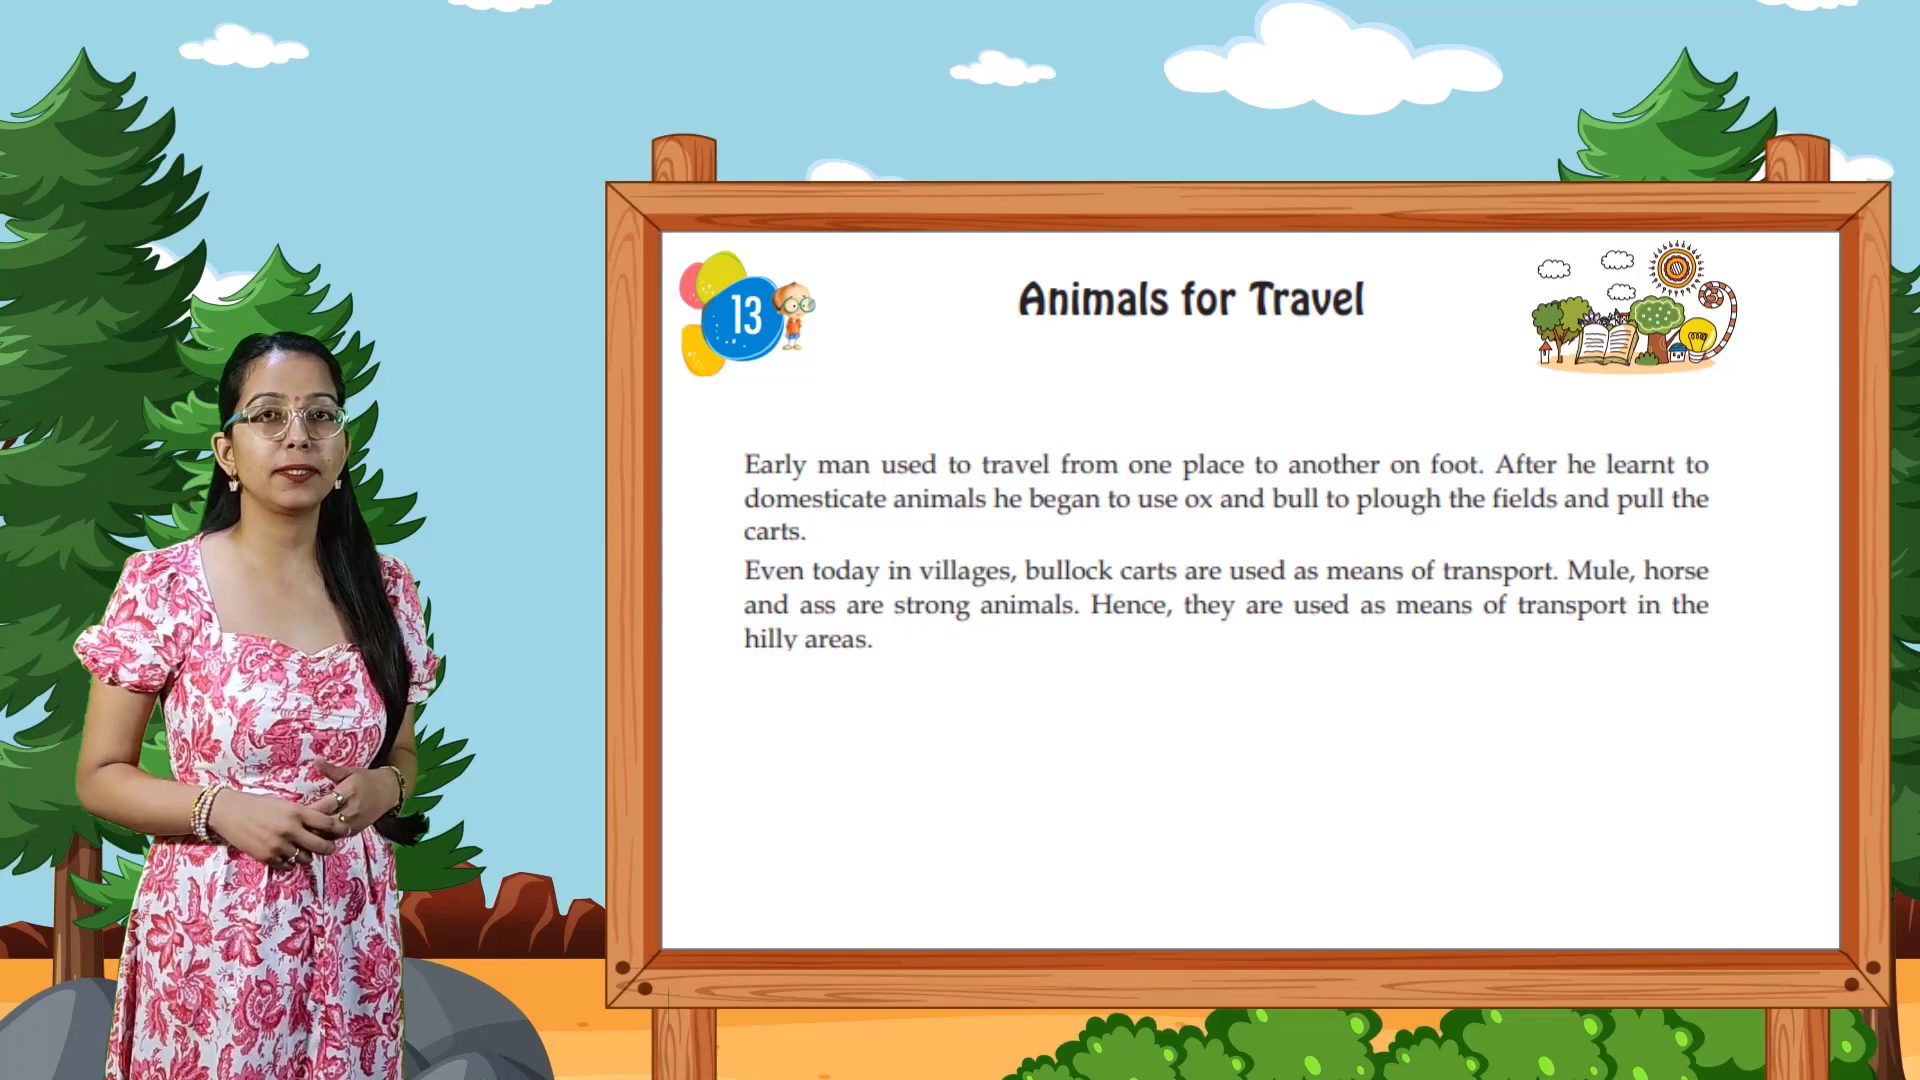 13
Animals for Travel
Early man used to travel from one place to another on foot. After he learnt to
domesticate animals he began to use ox and bull to plough the fields and pull the
carts.
Even today in villages, bullock carts are used as means of transport. Mule, horse
and ass are strong animals. Hence, they are used as means of transport in the
hilly areas.